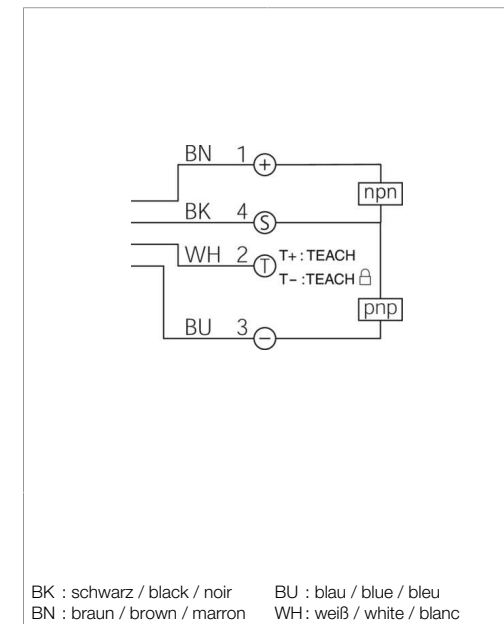 BN 1 +
npn
BK 4 S
WH 2 T T+ : TEACH
T– : TEACH
pnp
BU 3 –
BK : schwarz / black / noir BU : blau / blue / bleu
BN : braun / brown / marron WH : weiß / white / blanc